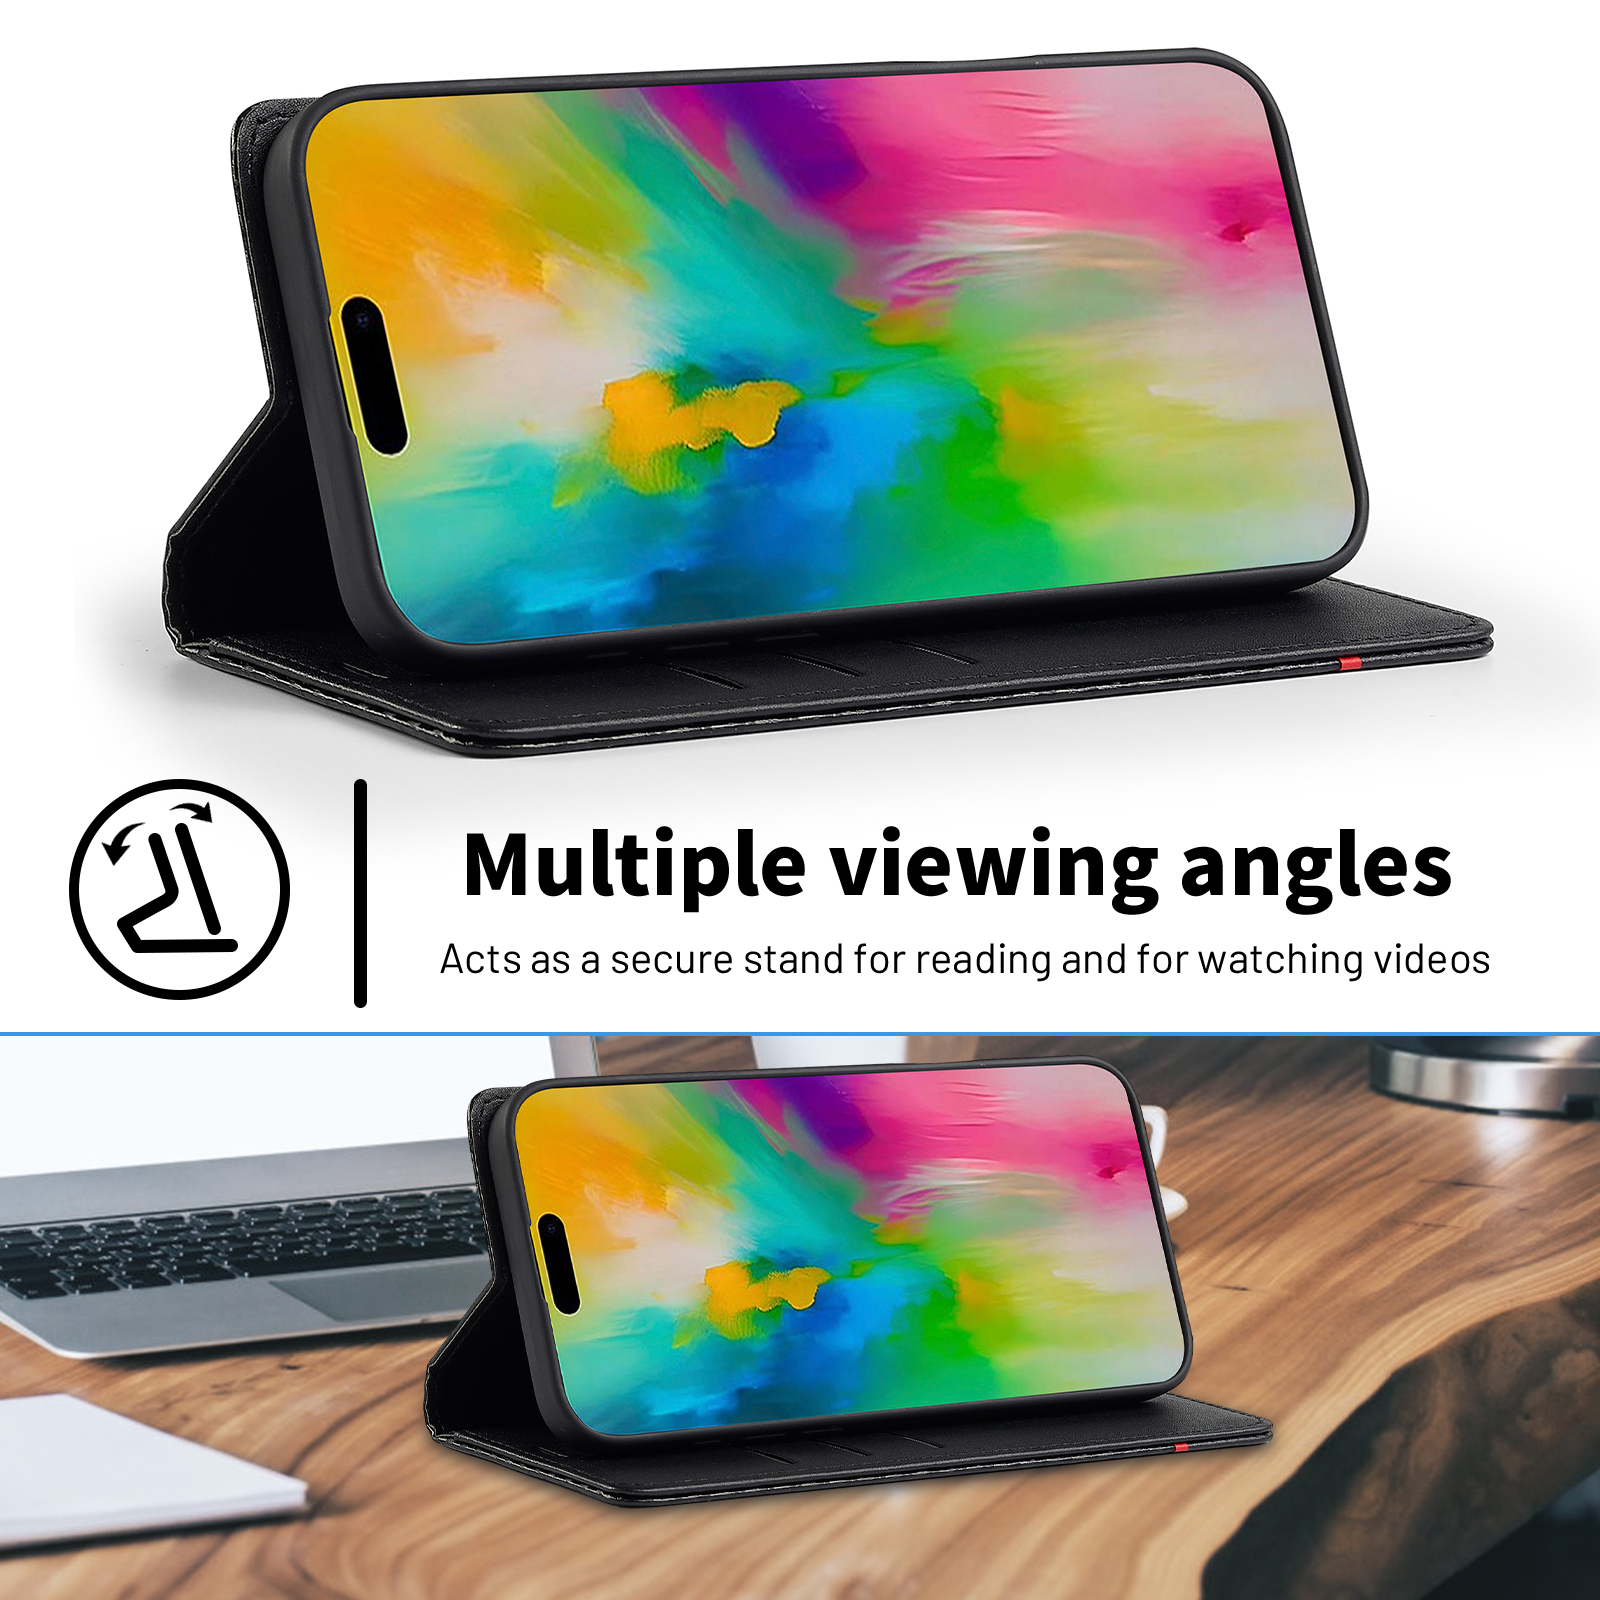 Multiple viewing angles
Acts as a secure stand for reading and for watching videos